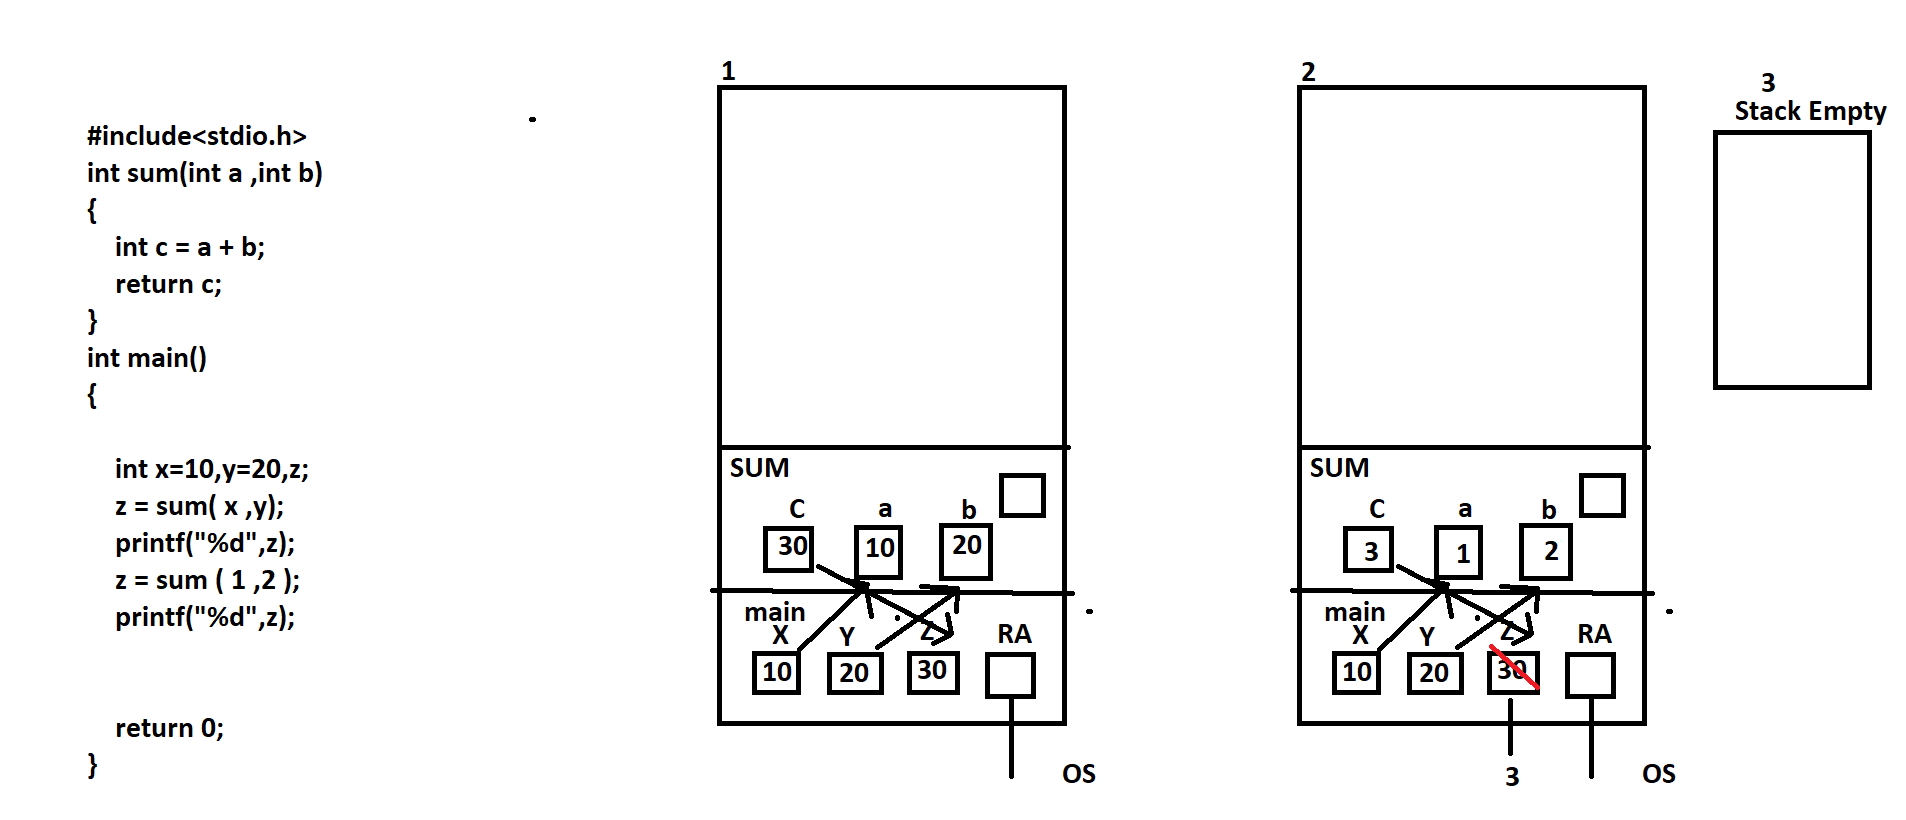 #include<stdio.h>
int sum(int a ,int b)
{
int c = a + b;
return c;
}
int main()
{
int x=10,y=20,z;
z = sum( x ,y);
printf("%d",z);
z = sum ( 1 ,2 );
printf("%d",z);
return 0;
}
1
SUM
C a b
30 10 20
main
X Y Z RA
10 20 30
OS
2
SUM
C a b
3 1 2
main
X Y Z RA
10 20 30
3
OS
3
Stack Empty